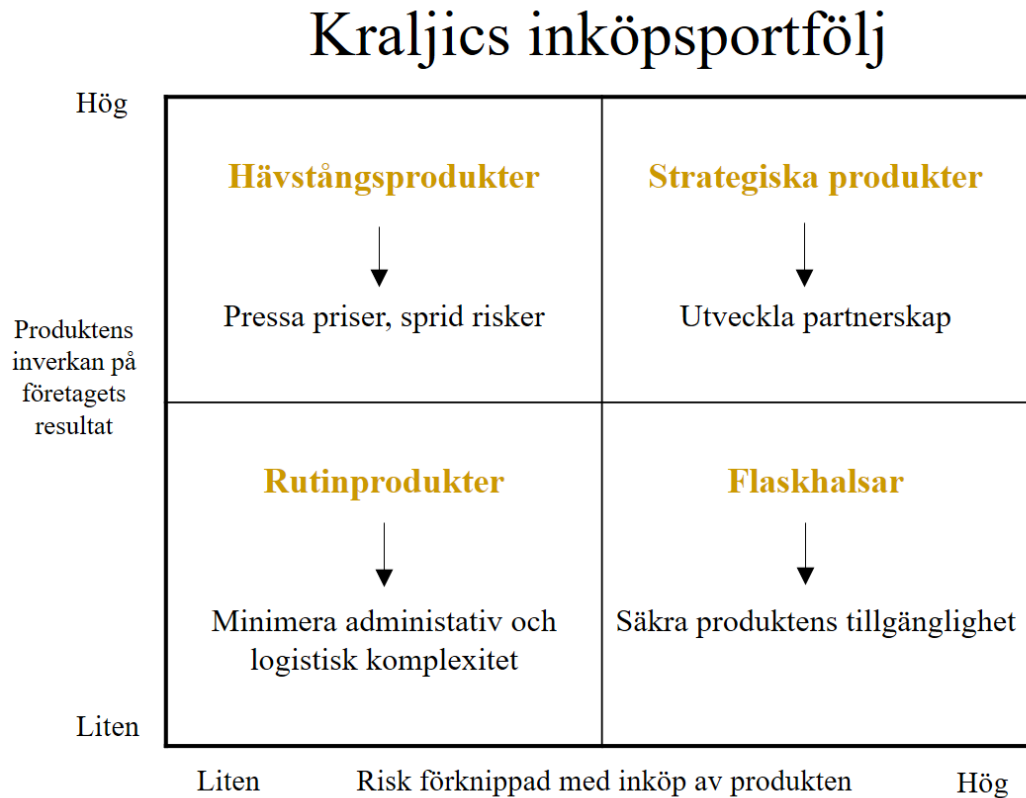 Kraljics inköpsportfölj
Hög
Hävstångsprodukter
Strategiska produkter
Pressa priser, sprid risker
Utveckla partnerskap
Produktens
inverkan på
företagets
resultat
Rutinprodukter
Flaskhalsar
Minimera administativ och
logistisk komplexitet
Säkra produktens tillgänglighet
Liten
Liten
Risk förknippad med inköp av produkten
Hög